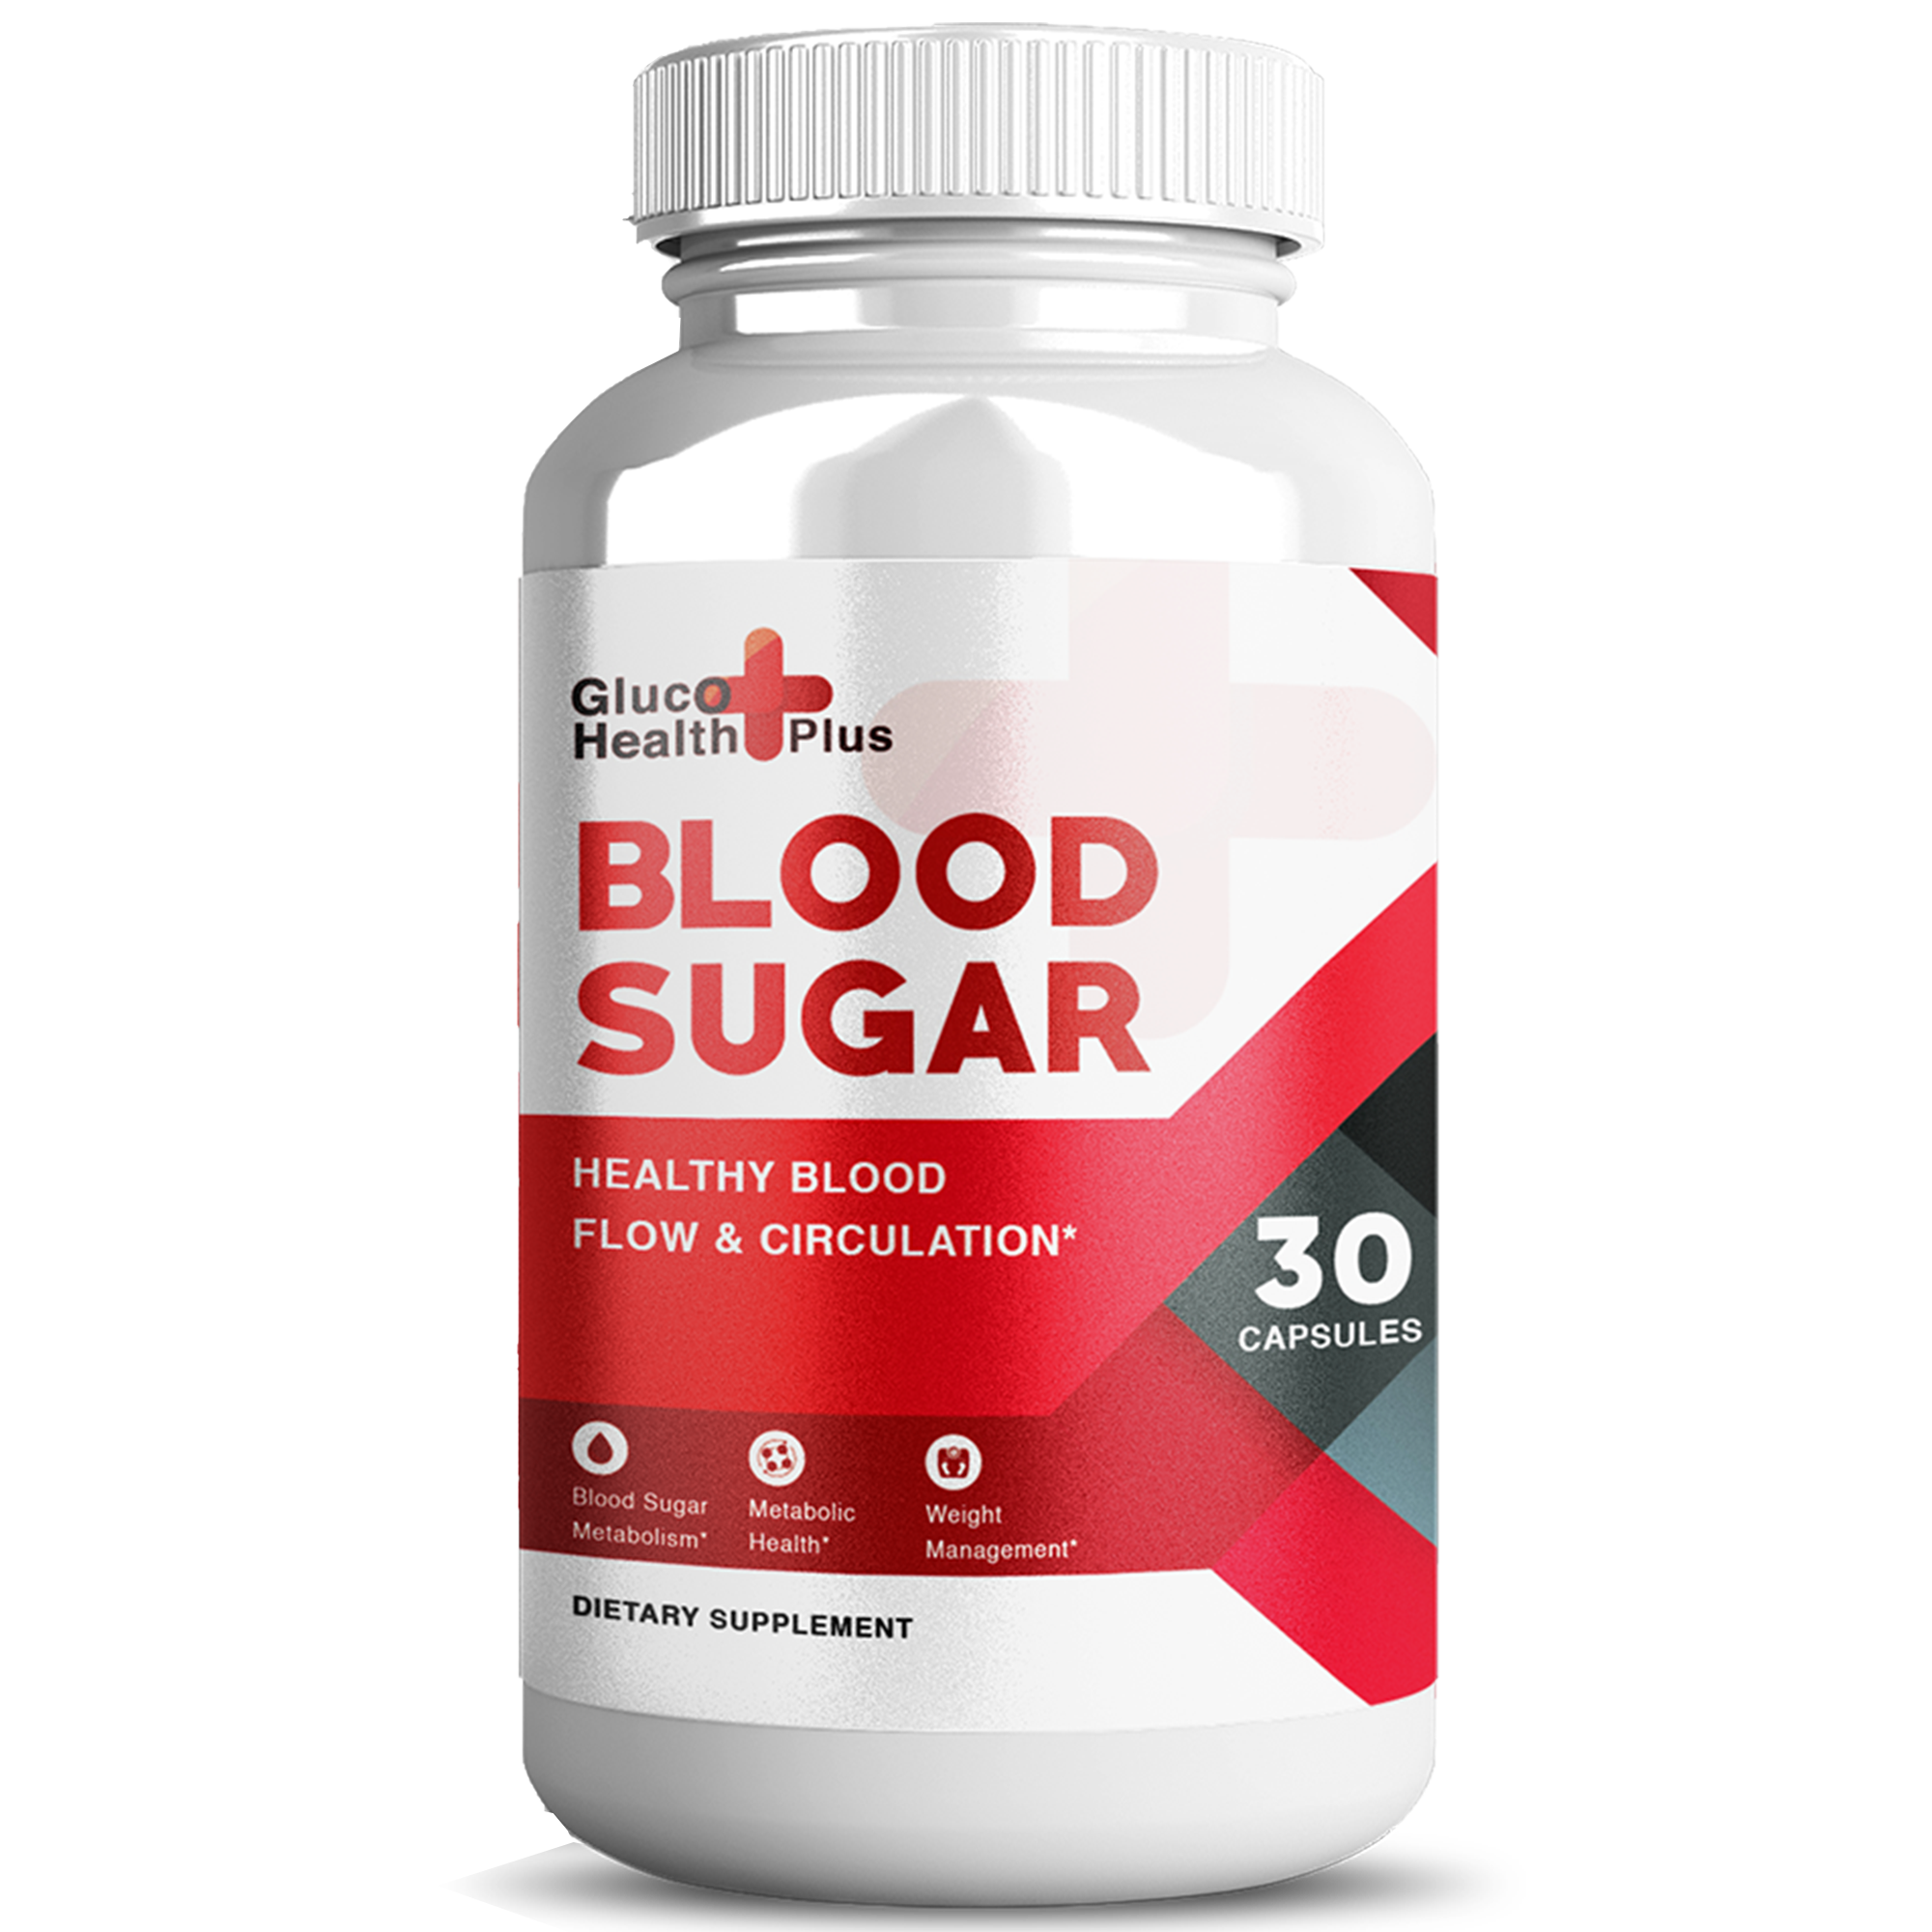 Gluco
Health Plus
BLOOD
SUGAR
HEALTHY BLOOD
FLOW & CIRCULATION*
30
CAPSULES
Blood Sugar
Metabolism*
Metabolic
Health*
Weight
Management*
DIETARY SUPPLEMENT